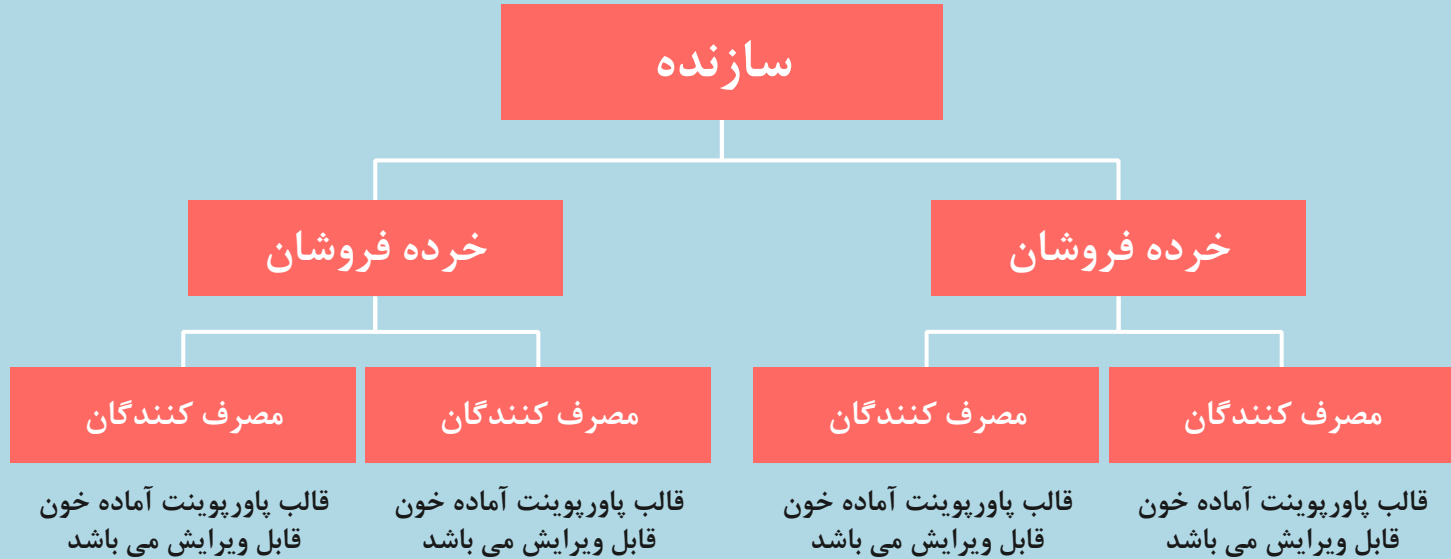 سازنده
خرده فروشان
خرده فروشان
مصرف کنندگان
مصرف کنندگان
مصرف کنندگان
مصرف کنندگان
قالب پاورپوینت آماده خون
قابل ویرایش می باشد
قالب پاورپوینت آماده خون
قابل ویرایش می باشد
قالب پاورپوینت آماده خون
قابل ویرایش می باشد
قالب پاورپوینت آماده خون
قابل ویرایش می باشد